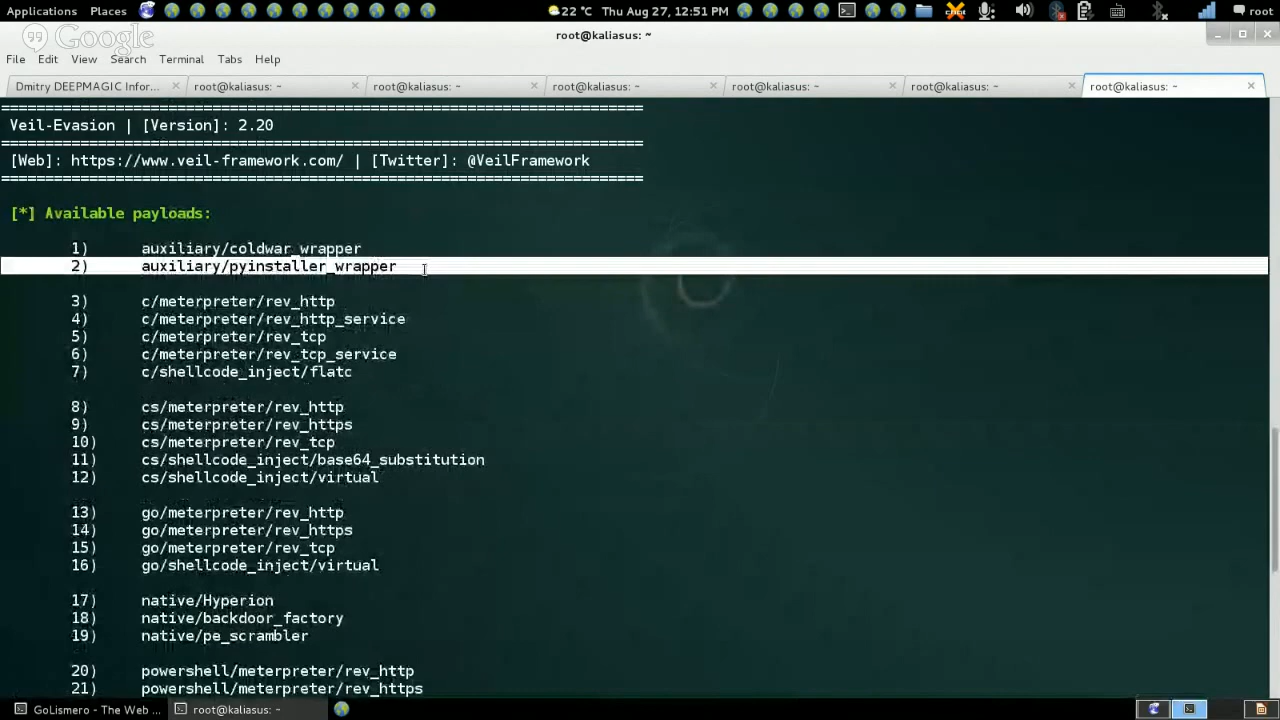 Applications Places 22 °C Thu Aug 27, 12:51 PM root
Google
root@kaliasus: ~
File Edit View Search Terminal Tabs Help
Dmitry DEEPMAGIC Infor... × root@kaliasus: ~ × root@kaliasus: ~ × root@kaliasus: ~ × root@kaliasus: ~ × root@kaliasus: ~ × root@kaliasus: ~ ×
=========================================================================
Veil-Evasion | [Version]: 2.20
=========================================================================
[Web]: https://www.veil-framework.com/ | [Twitter]: @VeilFramework
=========================================================================
[*] Available payloads:
1) auxiliary/coldwar_wrapper
2) auxiliary/pyinstaller_wrapper
3) c/meterpreter/rev_http
4) c/meterpreter/rev_http_service
5) c/meterpreter/rev_tcp
6) c/meterpreter/rev_tcp_service
7) c/shellcode_inject/flatc
8) cs/meterpreter/rev_http
9) cs/meterpreter/rev_https
10) cs/meterpreter/rev_tcp
11) cs/shellcode_inject/base64_substitution
12) cs/shellcode_inject/virtual
13) go/meterpreter/rev_http
14) go/meterpreter/rev_https
15) go/meterpreter/rev_tcp
16) go/shellcode_inject/virtual
17) native/Hyperion
18) native/backdoor_factory
19) native/pe_scrambler
20) powershell/meterpreter/rev_http
21) powershell/meterpreter/rev_https
GoLismero - The Web ... root@kaliasus: ~